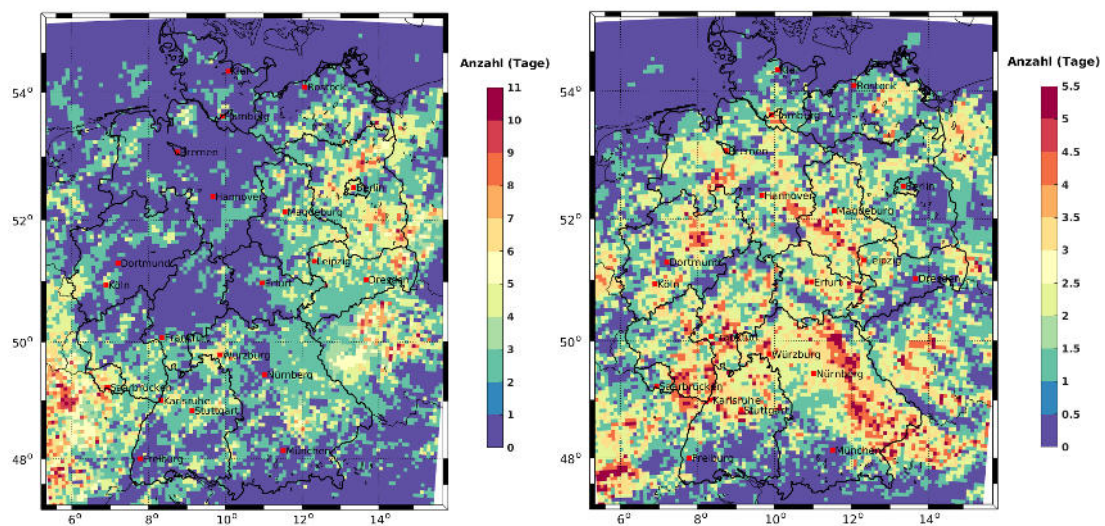 Anzahl (Tage)
11
10
9
8
7
6
5
4
3
2
1
0
54°
52°
50°
48°
6°
8°
10°
12°
14°
Kiel
Rostock
Hamburg
Bremen
Berlin
Hannover
Magdeburg
Dortmund
Leipzig
Köln
Erfurt
Dresden
Frankfurt
Würzburg
Nürnberg
Saarbrücken
Karlsruhe
Stuttgart
München
Freiburg
Anzahl (Tage)
5.5
5
4.5
4
3.5
3
2.5
2
1.5
1
0.5
0
54°
52°
50°
48°
6°
8°
10°
12°
14°
Kiel
Rostock
Hamburg
Bremen
Berlin
Hannover
Magdeburg
Dortmund
Leipzig
Köln
Erfurt
Dresden
Frankfurt
Würzburg
Nürnberg
Saarbrücken
Karlsruhe
Stuttgart
München
Freiburg